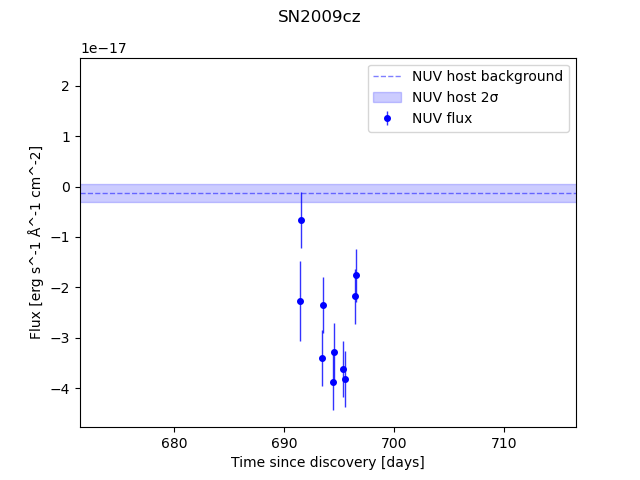 SN2009cz
1e−17
NUV host background
NUV host 2σ
NUV flux
2
1
0
−1
−2
−3
−4
Flux [erg s^-1 Å^-1 cm^-2]
680
690
700
710
Time since discovery [days]